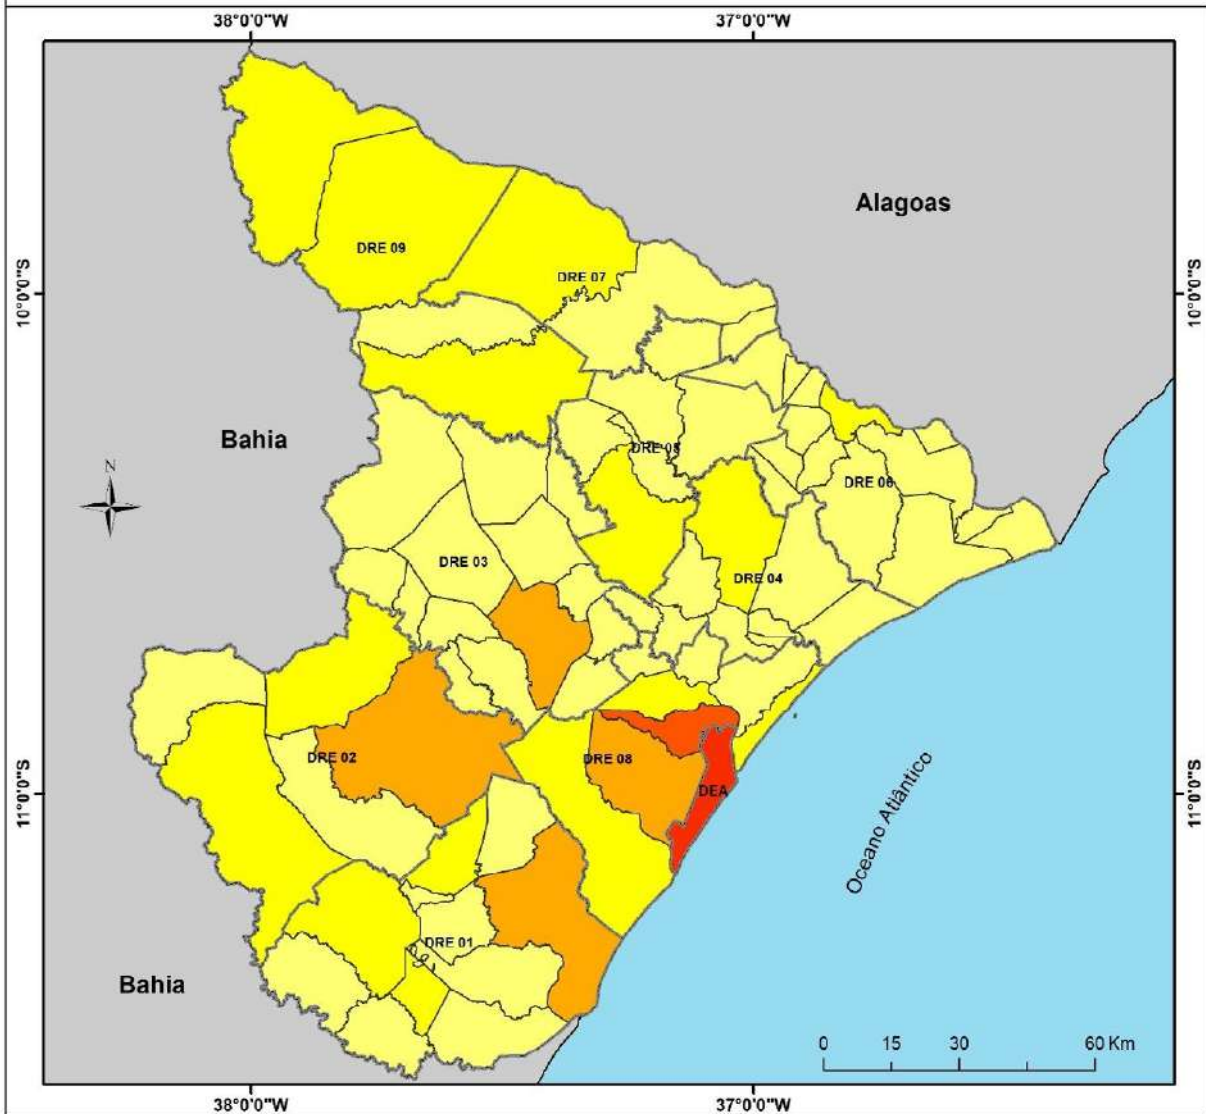 38°0'0"W 37°0'0"W
Alagoas
DRE 09
DRE 07
10°0'0"S 10°0'0"S
Bahia
DRE 05
N
DRE 06
DRE 03
DRE 04
DRE 02
DRE 08
DEA
11°0'0"S 11°0'0"S
Oceano Atlântico
DRE 01
Bahia
0 15 30 60 Km
38°0'0"W 37°0'0"W